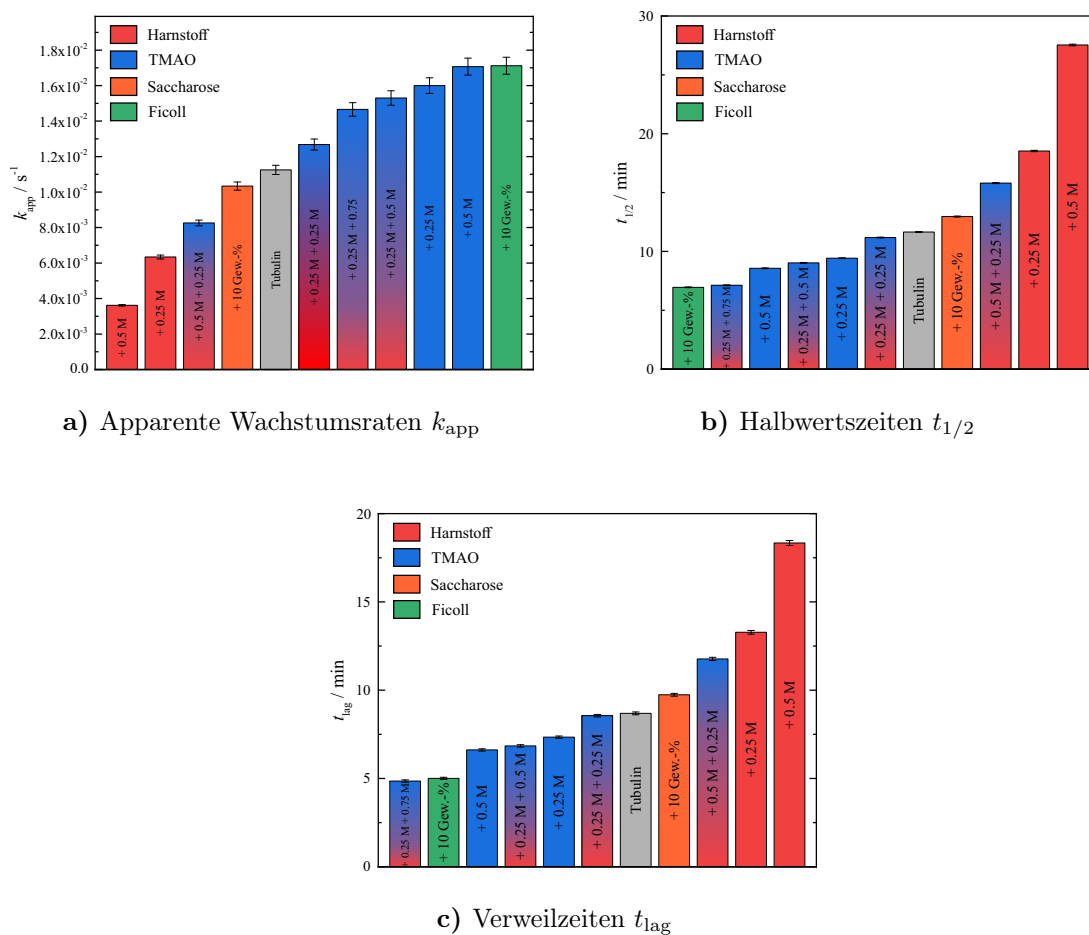 Harnstoff
TMAO
Saccharose
Ficoll
k_app / s⁻¹
1.8x10⁻²
1.6x10⁻²
1.4x10⁻²
1.2x10⁻²
1.0x10⁻²
8.0x10⁻³
6.0x10⁻³
4.0x10⁻³
2.0x10⁻³
0.0
+ 0.5 M
+ 0.25 M
+ 0.5 M + 0.25 M
+ 10 Gew.-%
Tubulin
+ 0.25 M + 0.25 M
+ 0.25 M + 0.75
+ 0.25 M + 0.5 M
+ 0.25 M
+ 0.5 M
+ 10 Gew.-%
a) Apparente Wachstumsraten k_app
Harnstoff
TMAO
Saccharose
Ficoll
t_1/2 / min
30
20
10
0
+ 10 Gew.-%
+ 0.25 M + 0.75 M
+ 0.5 M
+ 0.25 M + 0.5 M
+ 0.25 M
+ 0.25 M + 0.25 M
Tubulin
+ 10 Gew.-%
+ 0.5 M + 0.25 M
+ 0.25 M
+ 0.5 M
b) Halbwertszeiten t_1/2
Harnstoff
TMAO
Saccharose
Ficoll
t_lag / min
20
15
10
5
0
+ 0.25 M + 0.75 M
+ 10 Gew.-%
+ 0.5 M
+ 0.25 M + 0.5 M
+ 0.25 M
+ 0.25 M + 0.25 M
Tubulin
+ 10 Gew.-%
+ 0.5 M + 0.25 M
+ 0.25 M
+ 0.5 M
c) Verweilzeiten t_lag